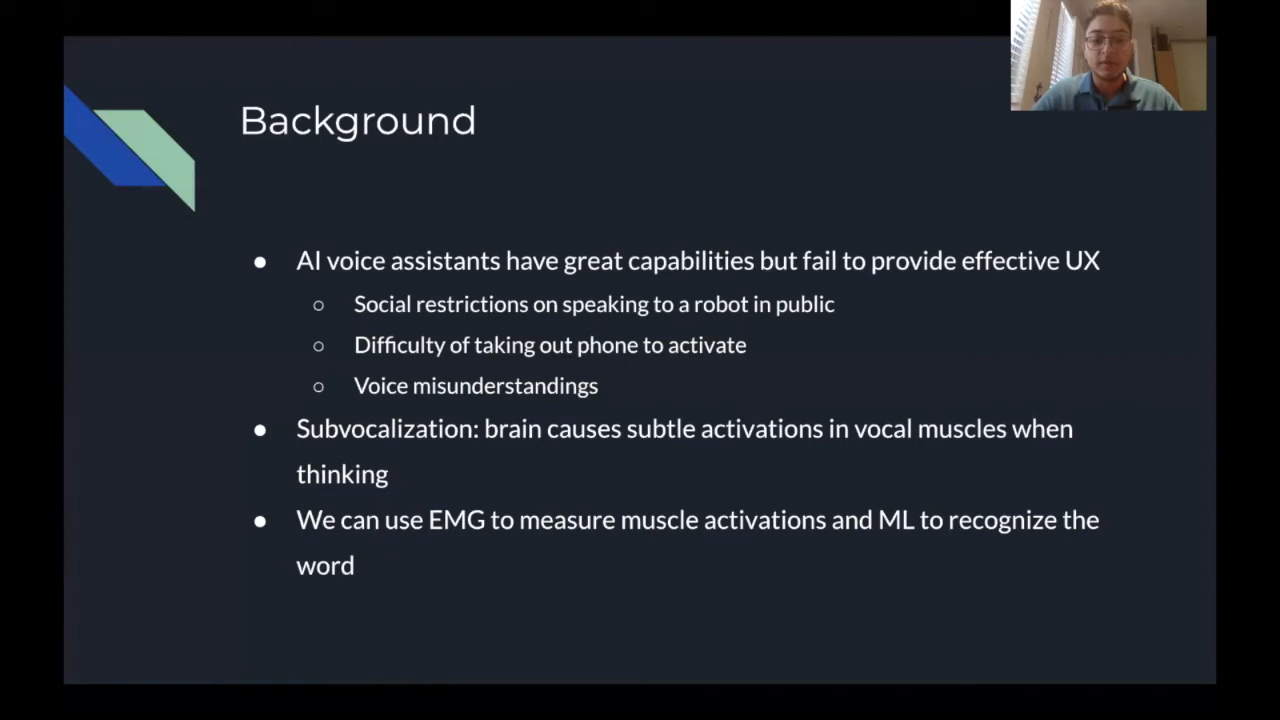 Background
● AI voice assistants have great capabilities but fail to provide effective UX
○ Social restrictions on speaking to a robot in public
○ Difficulty of taking out phone to activate
○ Voice misunderstandings
● Subvocalization: brain causes subtle activations in vocal muscles when
thinking
● We can use EMG to measure muscle activations and ML to recognize the
word